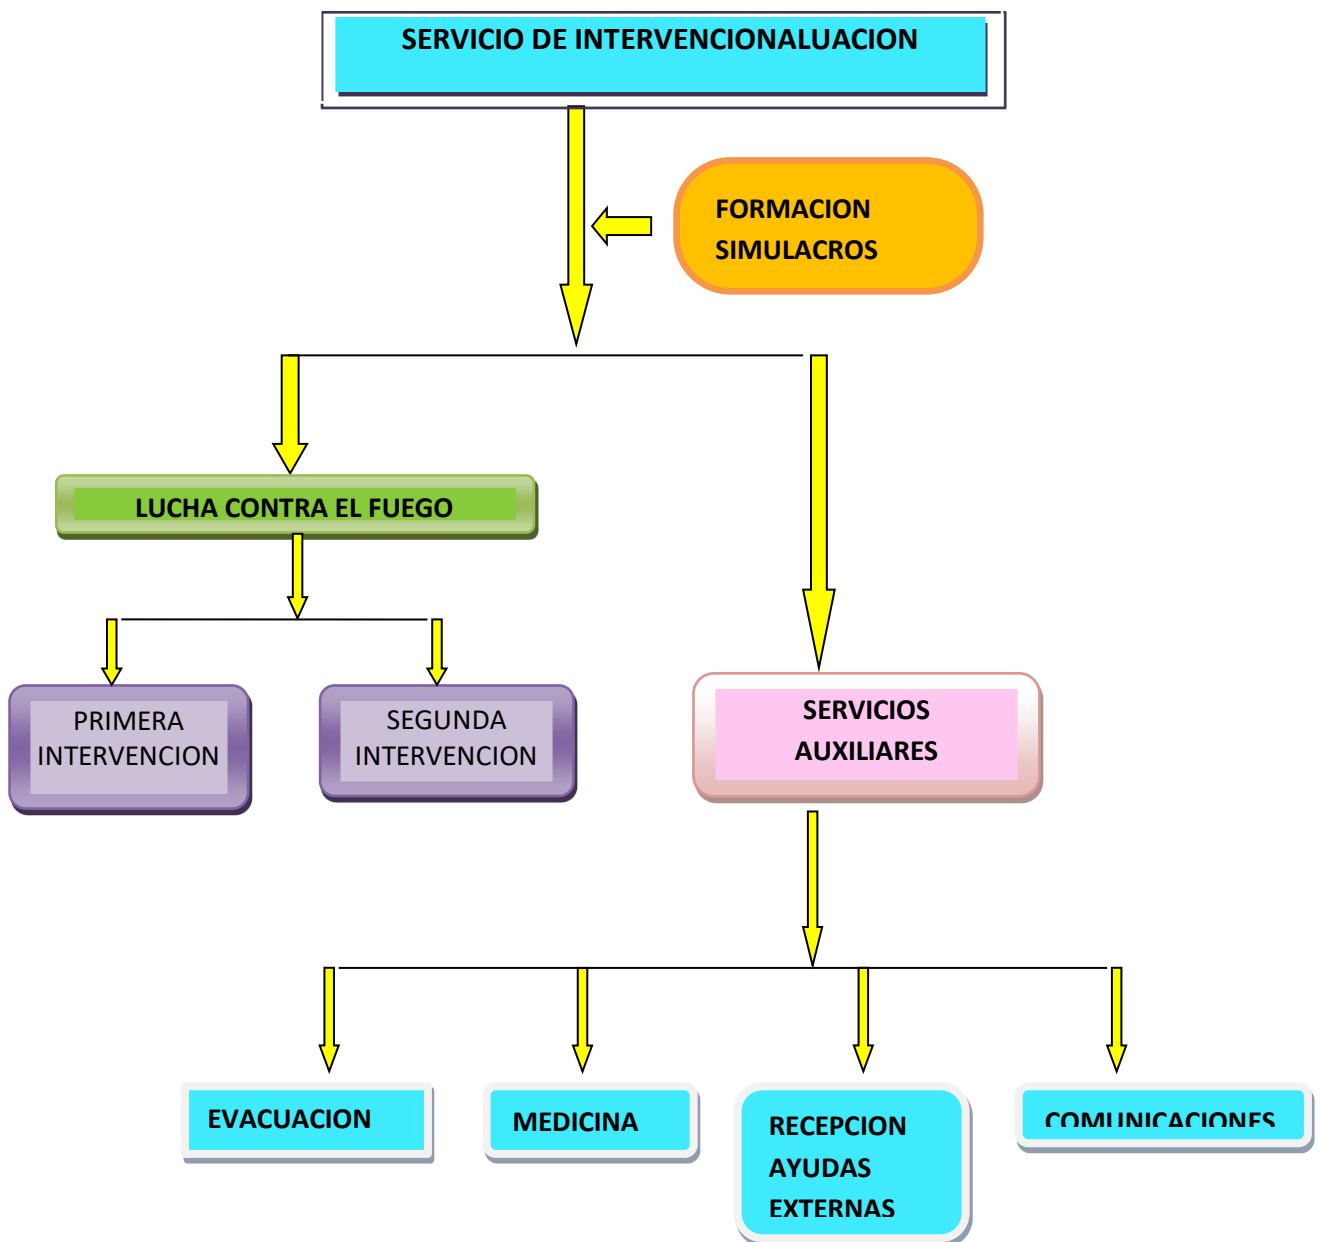 SERVICIO DE INTERVENCIONALUACION
FORMACION
SIMULACROS
LUCHA CONTRA EL FUEGO
PRIMERA
INTERVENCION
SEGUNDA
INTERVENCION
SERVICIOS
AUXILIARES
EVACUACION
MEDICINA
RECEPCION
AYUDAS
EXTERNAS
COMUNICACIONES